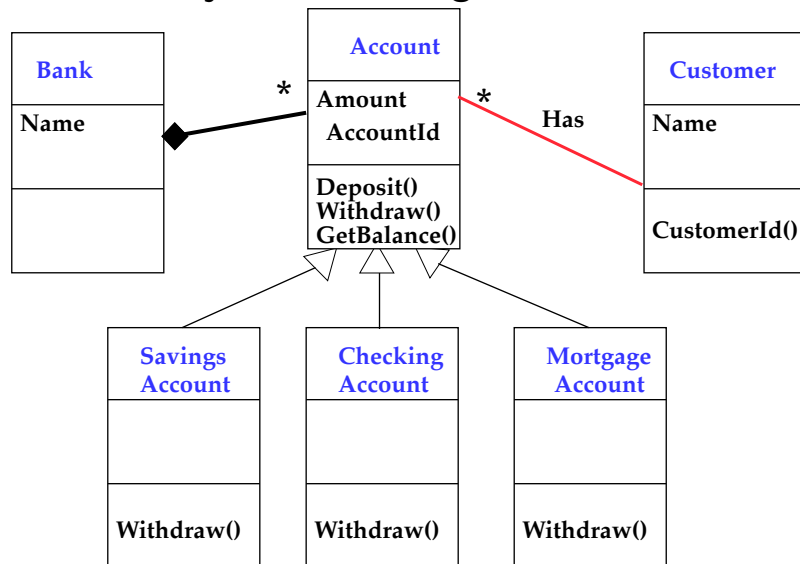 Bank
Name
*
Account
Amount
AccountId
Deposit()
Withdraw()
GetBalance()
*
Has
Customer
Name
CustomerId()
Savings
Account
Withdraw()
Checking
Account
Withdraw()
Mortgage
Account
Withdraw()